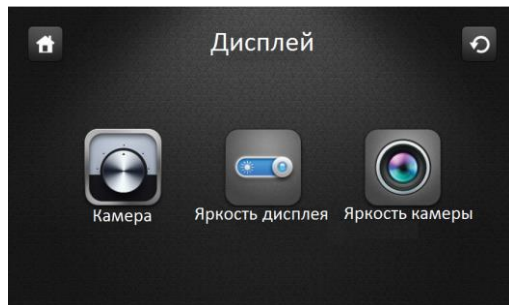 Дисплей
Камера
Яркость дисплея
Яркость камеры